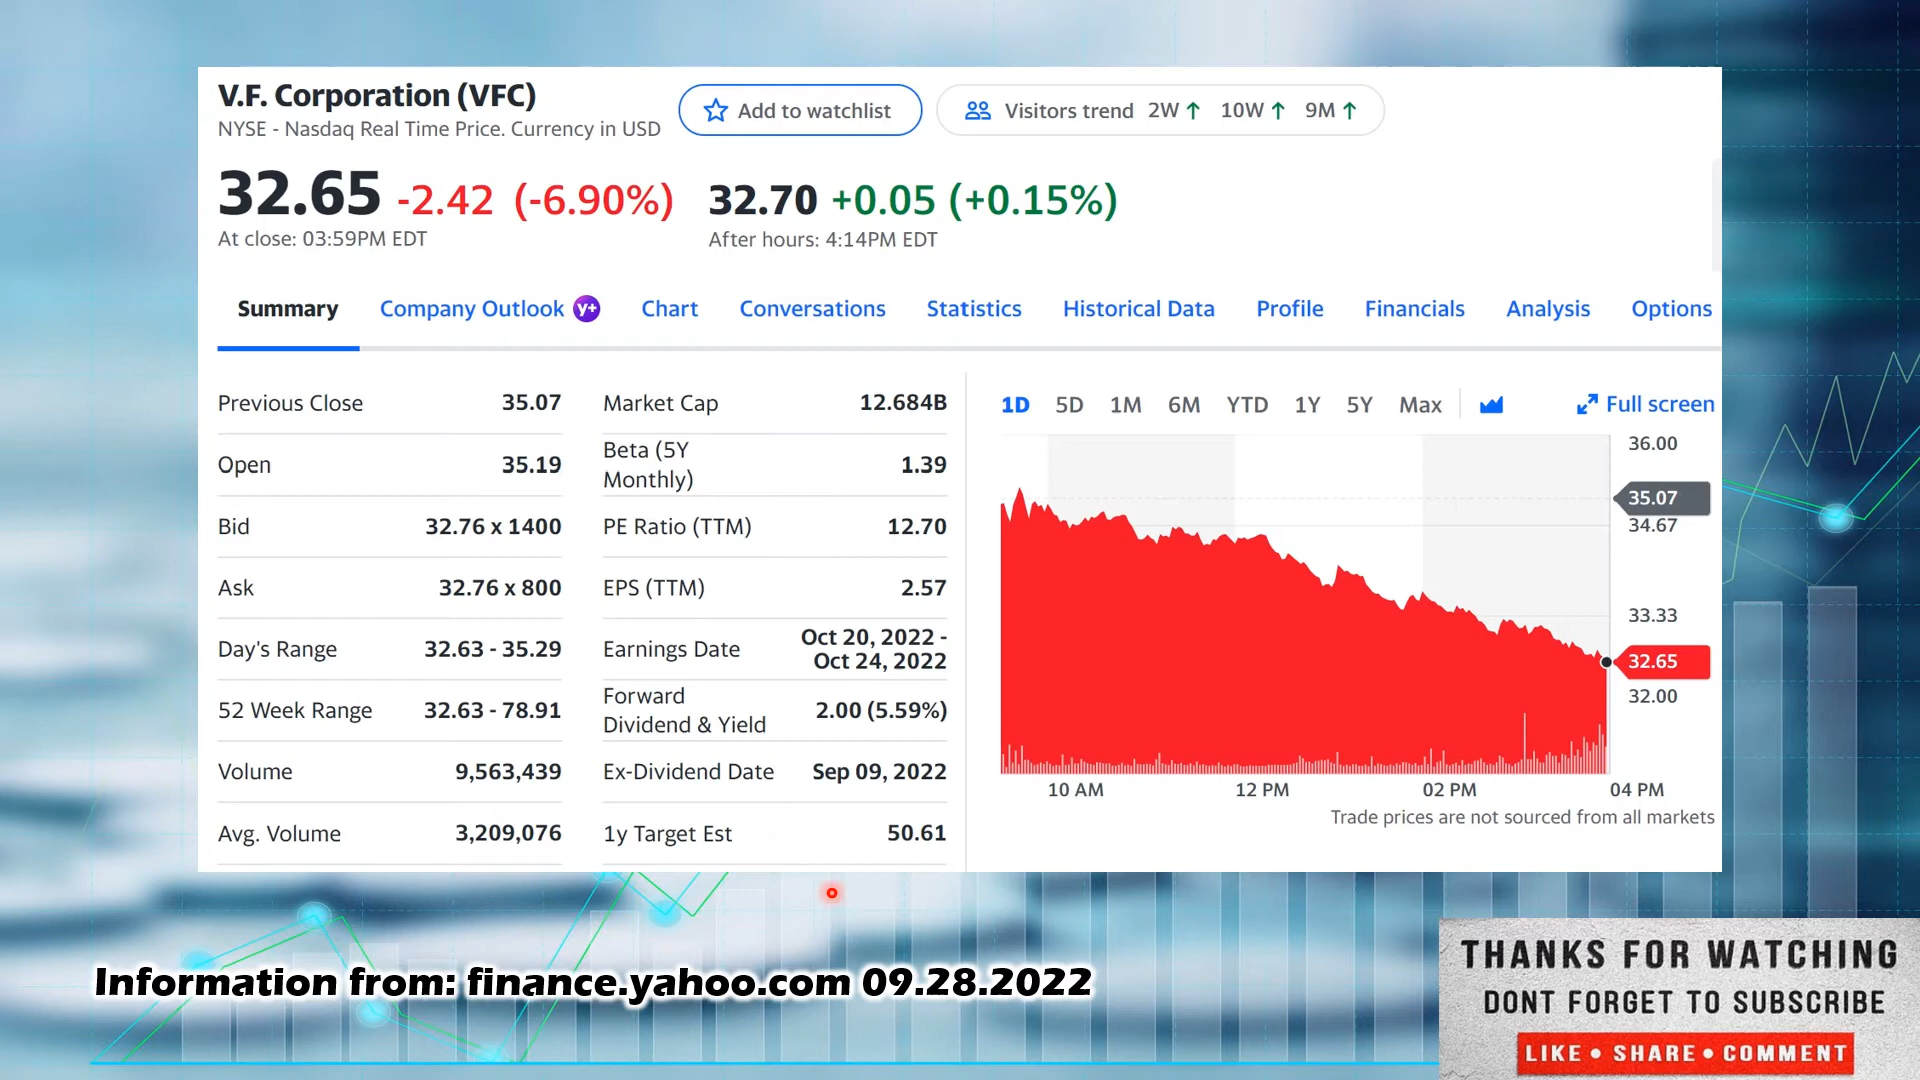 V.F. Corporation (VFC)
NYSE - Nasdaq Real Time Price. Currency in USD
Add to watchlist
Visitors trend 2W ↑ 10W ↑ 9M ↑
32.65 -2.42 (-6.90%) 32.70 +0.05 (+0.15%)
At close: 03:59PM EDT After hours: 4:14PM EDT
Summary Company Outlook y+ Chart Conversations Statistics Historical Data Profile Financials Analysis Options
Previous Close 35.07
Open 35.19
Bid 32.76 x 1400
Ask 32.76 x 800
Day's Range 32.63 - 35.29
52 Week Range 32.63 - 78.91
Volume 9,563,439
Avg. Volume 3,209,076
Market Cap 12.684B
Beta (5Y
Monthly) 1.39
PE Ratio (TTM) 12.70
EPS (TTM) 2.57
Earnings Date Oct 20, 2022 -
Oct 24, 2022
Forward
Dividend & Yield 2.00 (5.59%)
Ex-Dividend Date Sep 09, 2022
1y Target Est 50.61
1D 5D 1M 6M YTD 1Y 5Y Max Full screen
36.00
35.07
34.67
33.33
32.65
32.00
10 AM 12 PM 02 PM 04 PM
Trade prices are not sourced from all markets
Information from: finance.yahoo.com 09.28.2022
THANKS FOR WATCHING
DONT FORGET TO SUBSCRIBE
LIKE • SHARE • COMMENT